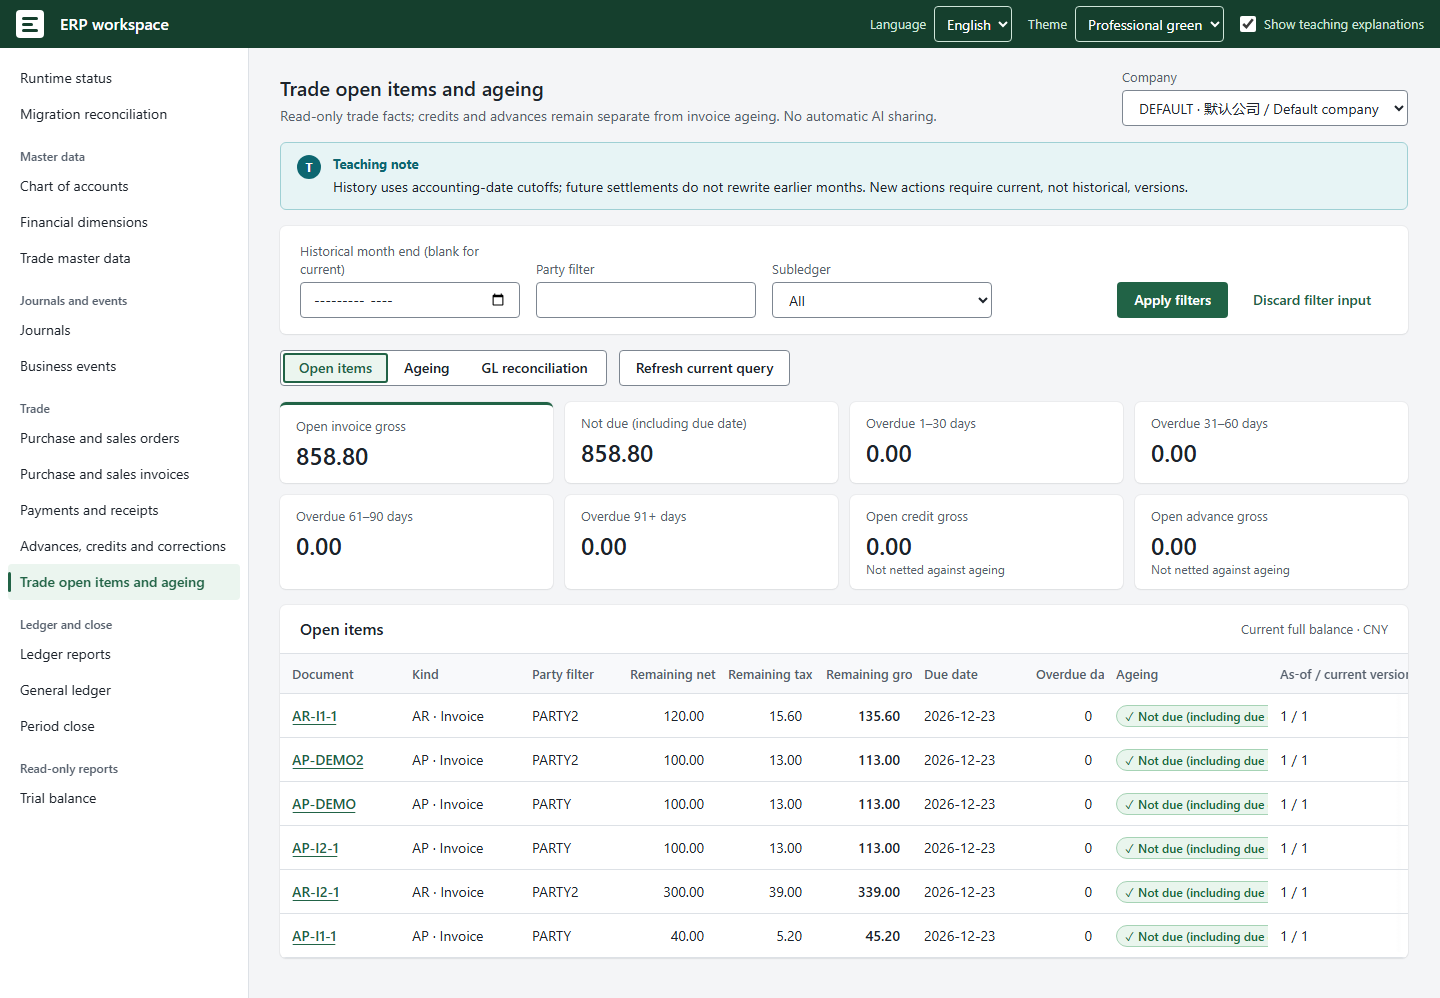 ERP workspace
Language English Theme Professional green Show teaching explanations
Runtime status
Migration reconciliation
Master data
Chart of accounts
Financial dimensions
Trade master data
Journals and events
Journals
Business events
Trade
Purchase and sales orders
Purchase and sales invoices
Payments and receipts
Advances, credits and corrections
Trade open items and ageing
Ledger and close
Ledger reports
General ledger
Period close
Read-only reports
Trial balance
Trade open items and ageing
Read-only trade facts; credits and advances remain separate from invoice ageing. No automatic AI sharing.
Company
DEFAULT · 默认公司 / Default company
T
Teaching note
History uses accounting-date cutoffs; future settlements do not rewrite earlier months. New actions require current, not historical, versions.
Historical month end (blank for
current)
--------- ----
Party filter
Subledger
All
Apply filters
Discard filter input
Open items Ageing GL reconciliation Refresh current query
Open invoice gross
858.80
Not due (including due date)
858.80
Overdue 1–30 days
0.00
Overdue 31–60 days
0.00
Overdue 61–90 days
0.00
Overdue 91+ days
0.00
Open credit gross
0.00
Not netted against ageing
Open advance gross
0.00
Not netted against ageing
Open items
Current full balance · CNY
Document Kind Party filter Remaining net Remaining tax Remaining gro Due date Overdue da Ageing As-of / current version
AR-I1-1 AR · Invoice PARTY2 120.00 15.60 135.60 2026-12-23 0 ✓ Not due (including due 1 / 1
AP-DEMO2 AP · Invoice PARTY2 100.00 13.00 113.00 2026-12-23 0 ✓ Not due (including due 1 / 1
AP-DEMO AP · Invoice PARTY 100.00 13.00 113.00 2026-12-23 0 ✓ Not due (including due 1 / 1
AP-I2-1 AP · Invoice PARTY 100.00 13.00 113.00 2026-12-23 0 ✓ Not due (including due 1 / 1
AR-I2-1 AR · Invoice PARTY2 300.00 39.00 339.00 2026-12-23 0 ✓ Not due (including due 1 / 1
AP-I1-1 AP · Invoice PARTY 40.00 5.20 45.20 2026-12-23 0 ✓ Not due (including due 1 / 1